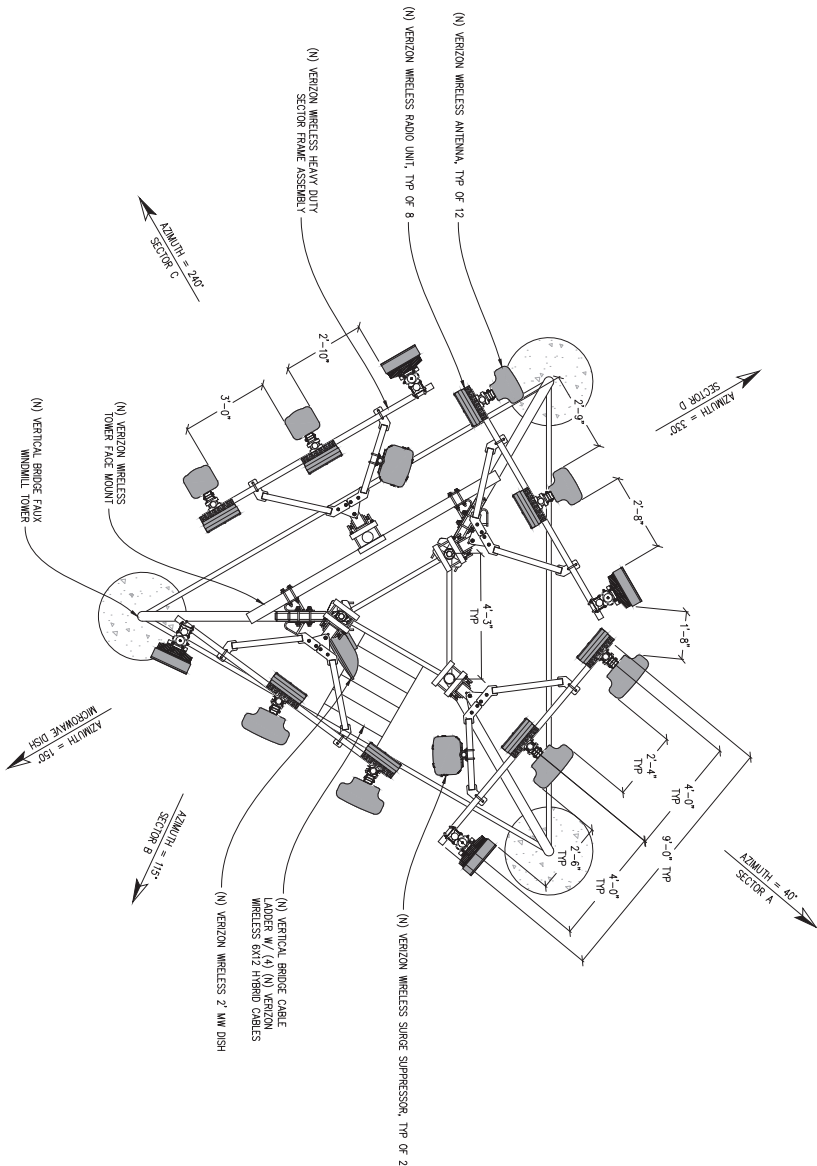 (N) VERIZON WIRELESS ANTENNA, TYP OF 12
(N) VERIZON WIRELESS RADIO UNIT, TYP OF 8
(N) VERIZON WIRELESS HEAVY DUTY
SECTOR FRAME ASSEMBLY
AZIMUTH = 240°
SECTOR C
AZIMUTH = 330°
SECTOR D
2'-10"
3'-0"
2'-9"
2'-8"
1'-8"
4'-3"
TYP
2'-4"
TYP
4'-0"
TYP
9'-0" TYP
2'-6"
TYP
4'-0"
TYP
AZIMUTH = 40°
SECTOR A
(N) VERIZON WIRELESS
TOWER FACE MOUNT
(N) VERTICAL BRIDGE FAUX
WINDMILL TOWER
AZIMUTH = 150°
MICROWAVE DISH
AZIMUTH = 115°
SECTOR B
(N) VERIZON WIRELESS 2' MW DISH
(N) VERTICAL BRIDGE CABLE
LADDER W/ (4) (N) VERIZON
WIRELESS 6X12 HYBRID CABLES
(N) VERIZON WIRELESS SURGE SUPPRESSOR, TYP OF 2